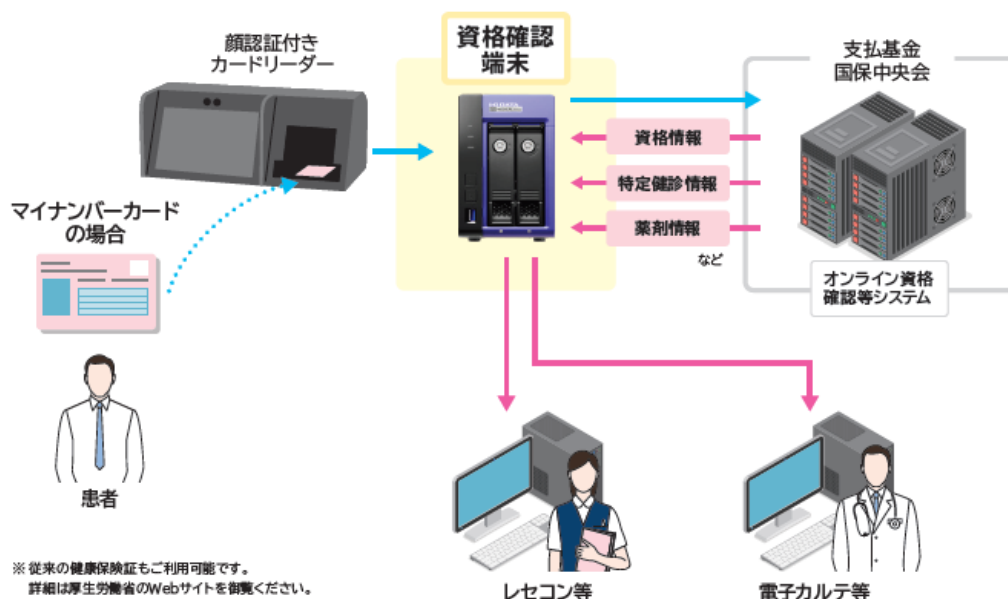 顔認証付き
カードリーダー
資格確認
端末
支払基金
国保中央会
資格情報
特定健診情報
薬剤情報
など
オンライン資格
確認等システム
マイナンバーカード
の場合
患者
レセコン等
電子カルテ等
※ 従来の健康保険証もご利用可能です。
詳細は厚生労働省のWebサイトを御覧ください。